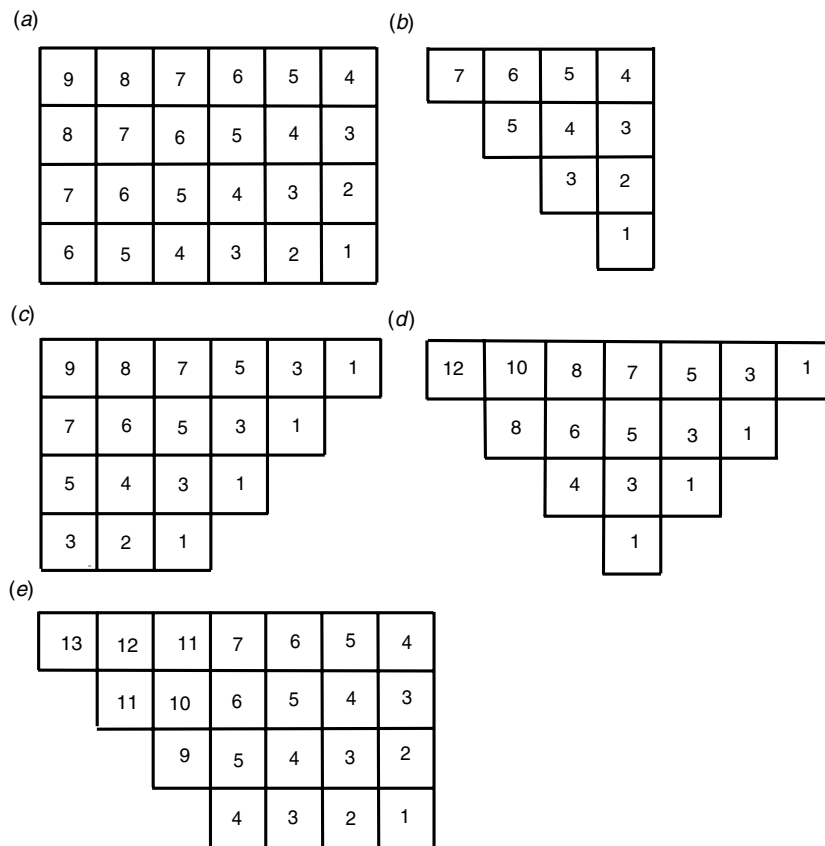 (a)
9 8 7 6 5 4
8 7 6 5 4 3
7 6 5 4 3 2
6 5 4 3 2 1
(b)
7 6 5 4
5 4 3
3 2
1
(c)
9 8 7 5 3 1
7 6 5 3 1
5 4 3 1
3 2 1
(d)
12 10 8 7 5 3 1
8 6 5 3 1
4 3 1
1
(e)
13 12 11 7 6 5 4
11 10 6 5 4 3
9 5 4 3 2
4 3 2 1